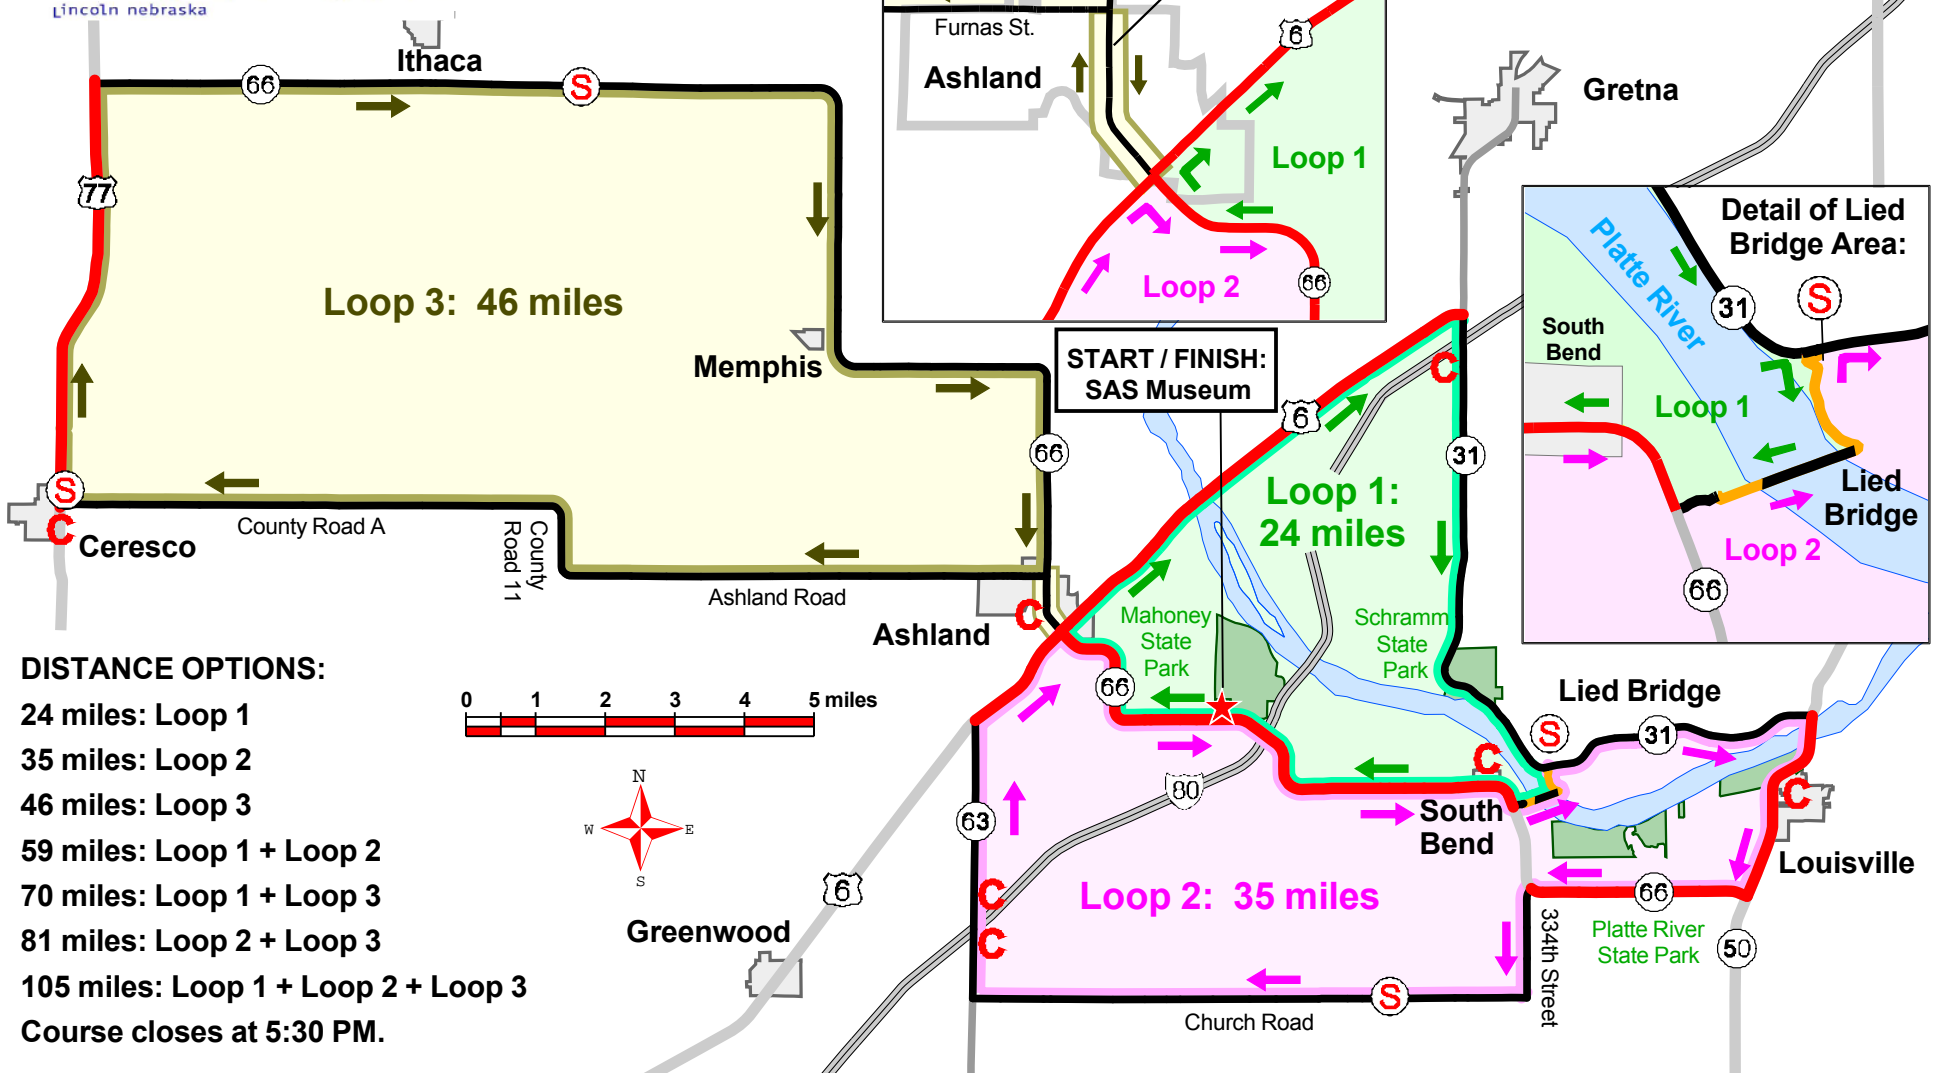 Lincoln nebraska
Ithaca
66
S
77
Loop 3:  46 miles
Memphis
66
S
C
Ceresco
County Road A
County
Road 11
Ashland Road
C
Ashland
Furnas St.
Ashland
6
Loop 1
Loop 2
66
START / FINISH:
SAS Museum
Gretna
C
6
31
Loop 1:
24 miles
Mahoney
State
Park
Schramm
State
Park
66
Detail of Lied
Bridge Area:
Platte River
S
31
South
Bend
Loop 1
Lied
Bridge
Loop 2
66
Lied Bridge
S
31
C
C
80
South
Bend
Louisville
63
C
C
Loop 2:  35 miles
66
Platte River
State Park
50
334th Street
S
Church Road
6
Greenwood
0 1 2 3 4 5 miles
N
W E
S
DISTANCE OPTIONS:
24 miles: Loop 1
35 miles: Loop 2
46 miles: Loop 3
59 miles: Loop 1 + Loop 2
70 miles: Loop 1 + Loop 3
81 miles: Loop 2 + Loop 3
105 miles: Loop 1 + Loop 2 + Loop 3
Course closes at 5:30 PM.